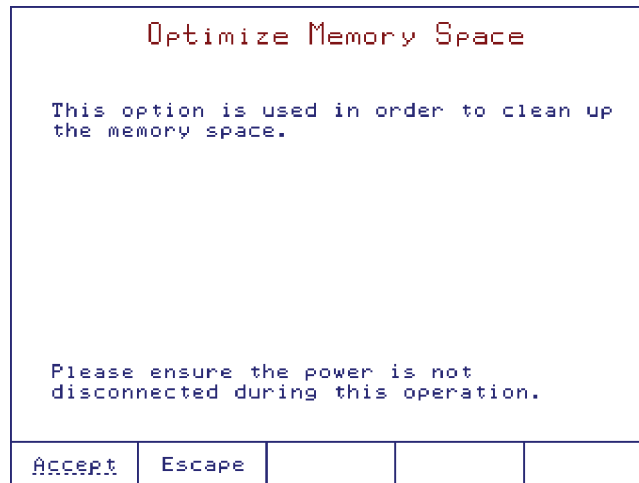 Optimize Memory Space
This option is used in order to clean up
the memory space.
Please ensure the power is not
disconnected during this operation.
Accept Escape